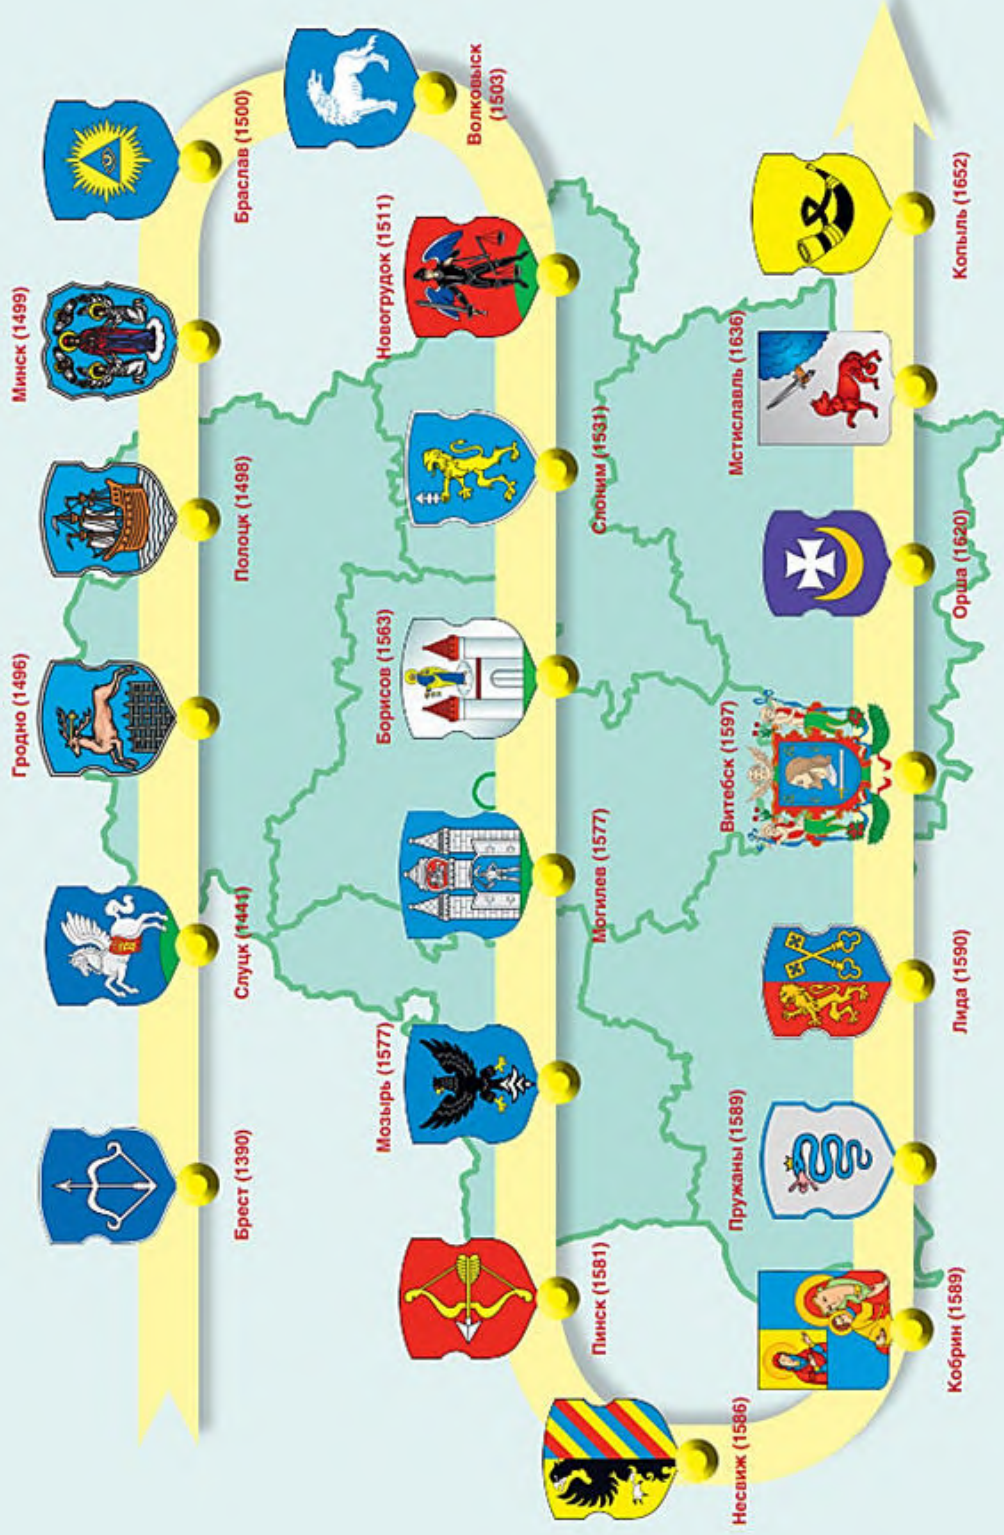 Брест (1390)
Слуцк (1441)
Гродно (1496)
Полоцк (1498)
Минск (1499)
Браслав (1500)
Волковыск
(1503)
Новогрудок (1511)
Слоним (1531)
Борисов (1563)
Могилев (1577)
Мозырь (1577)
Пинск (1581)
Несвиж (1586)
Кобрин (1589)
Пружаны (1589)
Лида (1590)
Витебск (1597)
Орша (1620)
Мстиславль (1636)
Копыль (1652)